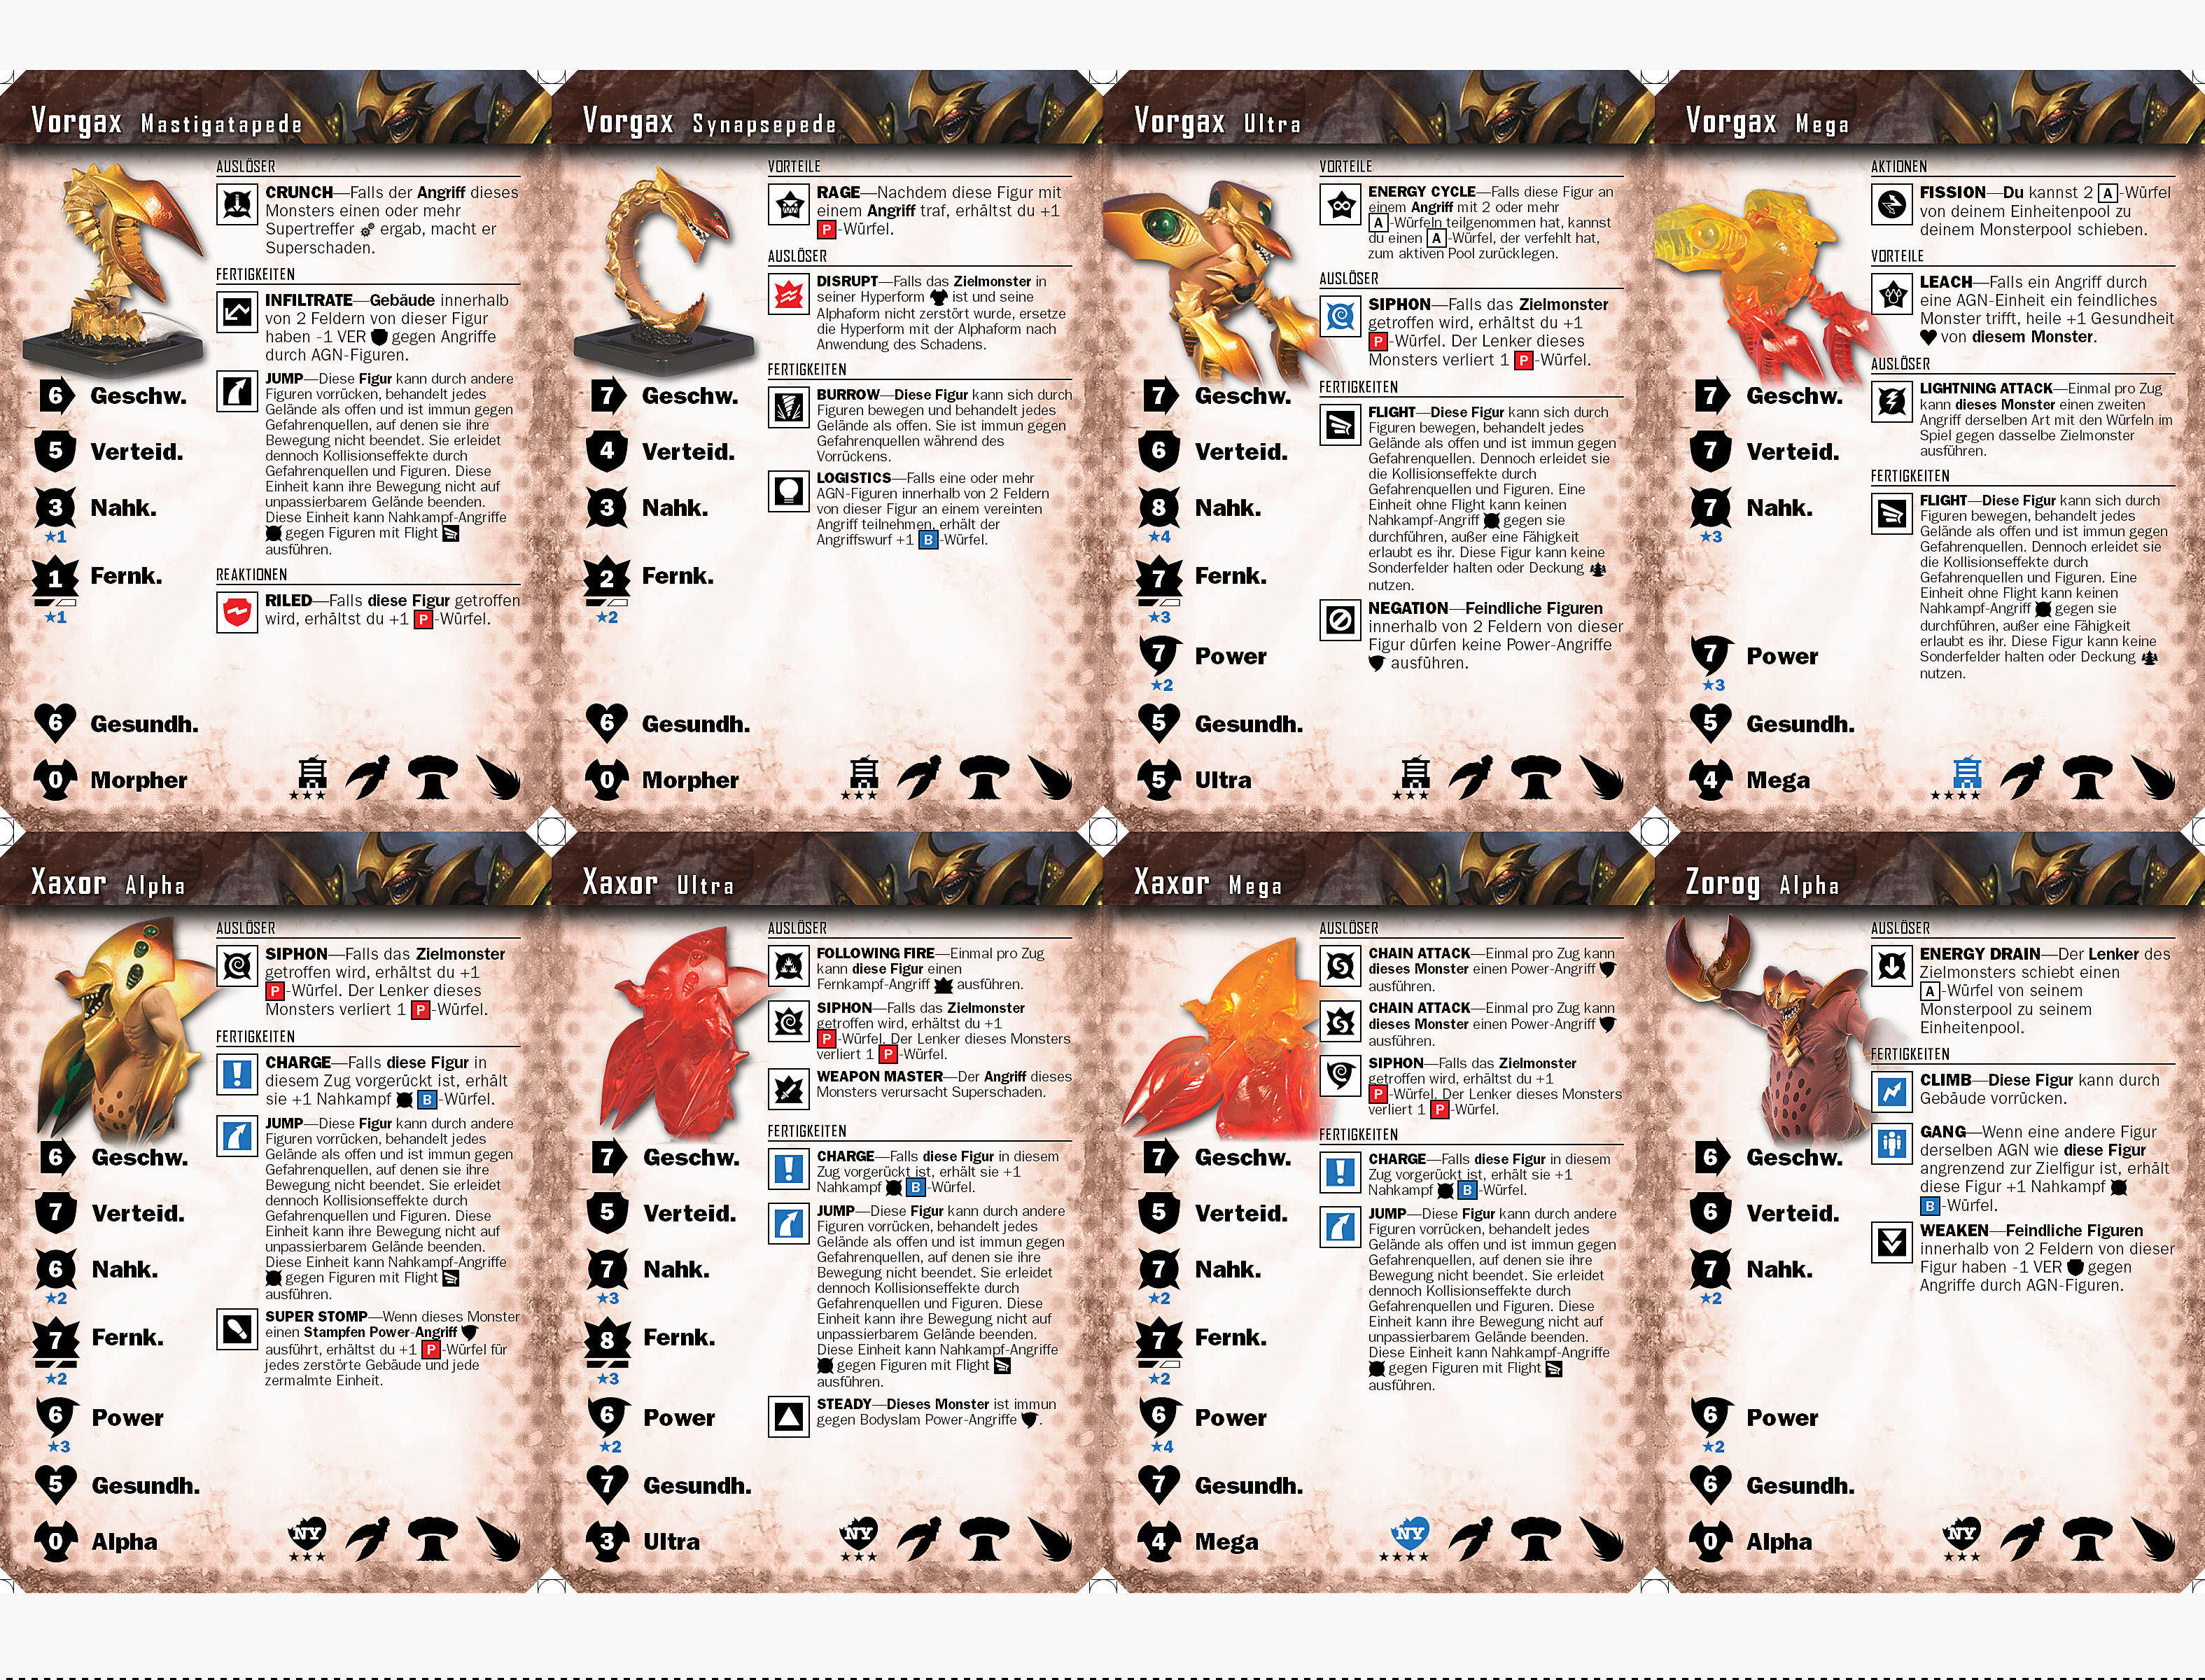 Vorgax Mastigatapede
AUSLÖSER
CRUNCH—Falls der Angriff dieses
Monsters einen oder mehr
Supertreffer ergab, macht er
Superschaden.
FERTIGKEITEN
INFILTRATE—Gebäude innerhalb
von 2 Feldern von dieser Figur
haben -1 VER gegen Angriffe
durch AGN-Figuren.
JUMP—Diese Figur kann durch andere
Figuren vorrücken, behandelt jedes
Gelände als offen und ist immun gegen
Gefahrenquellen, auf denen sie ihre
Bewegung nicht beendet. Sie erleidet
dennoch Kollisionseffekte durch
Gefahrenquellen und Figuren. Diese
Einheit kann ihre Bewegung nicht auf
unpassierbarem Gelände beenden.
Diese Einheit kann Nahkampf-Angriffe
gegen Figuren mit Flight
ausführen.
REAKTIONEN
RILED—Falls diese Figur getroffen
wird, erhältst du +1 P-Würfel.
6 Geschw.
5 Verteid.
3 Nahk.
★1
1 Fernk.
★1
6 Gesundh.
0 Morpher
★★★
Vorgax Synapsepede
VORTEILE
RAGE—Nachdem diese Figur mit
einem Angriff traf, erhältst du +1
P-Würfel.
AUSLÖSER
DISRUPT—Falls das Zielmonster in
seiner Hyperform ist und seine
Alphaform nicht zerstört wurde, ersetze
die Hyperform mit der Alphaform nach
Anwendung des Schadens.
FERTIGKEITEN
BURROW—Diese Figur kann sich durch
Figuren bewegen und behandelt jedes
Gelände als offen. Sie ist immun gegen
Gefahrenquellen während des
Vorrückens.
LOGISTICS—Falls eine oder mehr
AGN-Figuren innerhalb von 2 Feldern
von dieser Figur an einem vereinten
Angriff teilnehmen, erhält der
Angriffswurf +1 B-Würfel.
7 Geschw.
4 Verteid.
3 Nahk.
2 Fernk.
★2
6 Gesundh.
0 Morpher
★★★
Vorgax Ultra
VORTEILE
ENERGY CYCLE—Falls diese Figur an
einem Angriff mit 2 oder mehr
A-Würfeln teilgenommen hat, kannst
du einen A-Würfel, der verfehlt hat,
zum aktiven Pool zurücklegen.
AUSLÖSER
SIPHON—Falls das Zielmonster
getroffen wird, erhältst du +1
P-Würfel. Der Lenker dieses
Monsters verliert 1 P-Würfel.
FERTIGKEITEN
FLIGHT—Diese Figur kann sich durch
Figuren bewegen, behandelt jedes
Gelände als offen und ist immun gegen
Gefahrenquellen. Dennoch erleidet sie
die Kollisionseffekte durch
Gefahrenquellen und Figuren. Eine
Einheit ohne Flight kann keinen
Nahkampf-Angriff gegen sie
durchführen, außer eine Fähigkeit
erlaubt es ihr. Diese Figur kann keine
Sonderfelder halten oder Deckung
nutzen.
NEGATION—Feindliche Figuren
innerhalb von 2 Feldern von dieser
Figur dürfen keine Power-Angriffe
ausführen.
7 Geschw.
6 Verteid.
8 Nahk.
★4
7 Fernk.
★3
7 Power
★2
5 Gesundh.
5 Ultra
★★★
Vorgax Mega
AKTIONEN
FISSION—Du kannst 2 A-Würfel
von deinem Einheitenpool zu
deinem Monsterpool schieben.
VORTEILE
LEACH—Falls ein Angriff durch
eine AGN-Einheit ein feindliches
Monster trifft, heile +1 Gesundheit
von diesem Monster.
AUSLÖSER
LIGHTNING ATTACK—Einmal pro Zug
kann dieses Monster einen zweiten
Angriff derselben Art mit den Würfeln im
Spiel gegen dasselbe Zielmonster
ausführen.
FERTIGKEITEN
FLIGHT—Diese Figur kann sich durch
Figuren bewegen, behandelt jedes
Gelände als offen und ist immun gegen
Gefahrenquellen. Dennoch erleidet sie
die Kollisionseffekte durch
Gefahrenquellen und Figuren. Eine
Einheit ohne Flight kann keinen
Nahkampf-Angriff gegen sie
durchführen, außer eine Fähigkeit
erlaubt es ihr. Diese Figur kann keine
Sonderfelder halten oder Deckung
nutzen.
7 Geschw.
7 Verteid.
7 Nahk.
★3
7 Power
★3
5 Gesundh.
4 Mega
★★★★
Xaxor Alpha
AUSLÖSER
SIPHON—Falls das Zielmonster
getroffen wird, erhältst du +1
P-Würfel. Der Lenker dieses
Monsters verliert 1 P-Würfel.
FERTIGKEITEN
CHARGE—Falls diese Figur in
diesem Zug vorgerückt ist, erhält
sie +1 Nahkampf B-Würfel.
JUMP—Diese Figur kann durch andere
Figuren vorrücken, behandelt jedes
Gelände als offen und ist immun gegen
Gefahrenquellen, auf denen sie ihre
Bewegung nicht beendet. Sie erleidet
dennoch Kollisionseffekte durch
Gefahrenquellen und Figuren. Diese
Einheit kann ihre Bewegung nicht auf
unpassierbarem Gelände beenden.
Diese Einheit kann Nahkampf-Angriffe
gegen Figuren mit Flight
ausführen.
SUPER STOMP—Wenn dieses Monster
einen Stampfen Power-Angriff
ausführt, erhältst du +1 P-Würfel für
jedes zerstörte Gebäude und jede
zermalmte Einheit.
6 Geschw.
7 Verteid.
6 Nahk.
★2
7 Fernk.
★2
6 Power
★3
5 Gesundh.
0 Alpha
NY
★★★
Xaxor Ultra
AUSLÖSER
FOLLOWING FIRE—Einmal pro Zug
kann diese Figur einen
Fernkampf-Angriff ausführen.
SIPHON—Falls das Zielmonster
getroffen wird, erhältst du +1
P-Würfel. Der Lenker dieses Monsters
verliert 1 P-Würfel.
WEAPON MASTER—Der Angriff dieses
Monsters verursacht Superschaden.
FERTIGKEITEN
CHARGE—Falls diese Figur in diesem
Zug vorgerückt ist, erhält sie +1
Nahkampf B-Würfel.
JUMP—Diese Figur kann durch andere
Figuren vorrücken, behandelt jedes
Gelände als offen und ist immun gegen
Gefahrenquellen, auf denen sie ihre
Bewegung nicht beendet. Sie erleidet
dennoch Kollisionseffekte durch
Gefahrenquellen und Figuren. Diese
Einheit kann ihre Bewegung nicht auf
unpassierbarem Gelände beenden.
Diese Einheit kann Nahkampf-Angriffe
gegen Figuren mit Flight
ausführen.
STEADY—Dieses Monster ist immun
gegen Bodyslam Power-Angriffe.
7 Geschw.
5 Verteid.
7 Nahk.
★3
8 Fernk.
★3
6 Power
★2
7 Gesundh.
3 Ultra
NY
★★★
Xaxor Mega
AUSLÖSER
CHAIN ATTACK—Einmal pro Zug kann
dieses Monster einen Power-Angriff
ausführen.
CHAIN ATTACK—Einmal pro Zug kann
dieses Monster einen Power-Angriff
ausführen.
SIPHON—Falls das Zielmonster
getroffen wird, erhältst du +1
P-Würfel. Der Lenker dieses Monsters
verliert 1 P-Würfel.
FERTIGKEITEN
CHARGE—Falls diese Figur in diesem
Zug vorgerückt ist, erhält sie +1
Nahkampf B-Würfel.
JUMP—Diese Figur kann durch andere
Figuren vorrücken, behandelt jedes
Gelände als offen und ist immun gegen
Gefahrenquellen, auf denen sie ihre
Bewegung nicht beendet. Sie erleidet
dennoch Kollisionseffekte durch
Gefahrenquellen und Figuren. Diese
Einheit kann ihre Bewegung nicht auf
unpassierbarem Gelände beenden.
Diese Einheit kann Nahkampf-Angriffe
gegen Figuren mit Flight
ausführen.
7 Geschw.
5 Verteid.
7 Nahk.
★2
7 Fernk.
★2
6 Power
★4
7 Gesundh.
4 Mega
NY
★★★★
Zorog Alpha
AUSLÖSER
ENERGY DRAIN—Der Lenker des
Zielmonsters schiebt einen
A-Würfel von seinem
Monsterpool zu seinem
Einheitenpool.
FERTIGKEITEN
CLIMB—Diese Figur kann durch
Gebäude vorrücken.
GANG—Wenn eine andere Figur
derselben AGN wie diese Figur
angrenzend zur Zielfigur ist, erhält
diese Figur +1 Nahkampf
B-Würfel.
WEAKEN—Feindliche Figuren
innerhalb von 2 Feldern von dieser
Figur haben -1 VER gegen
Angriffe durch AGN-Figuren.
6 Geschw.
6 Verteid.
7 Nahk.
★2
6 Power
★2
6 Gesundh.
0 Alpha
NY
★★★